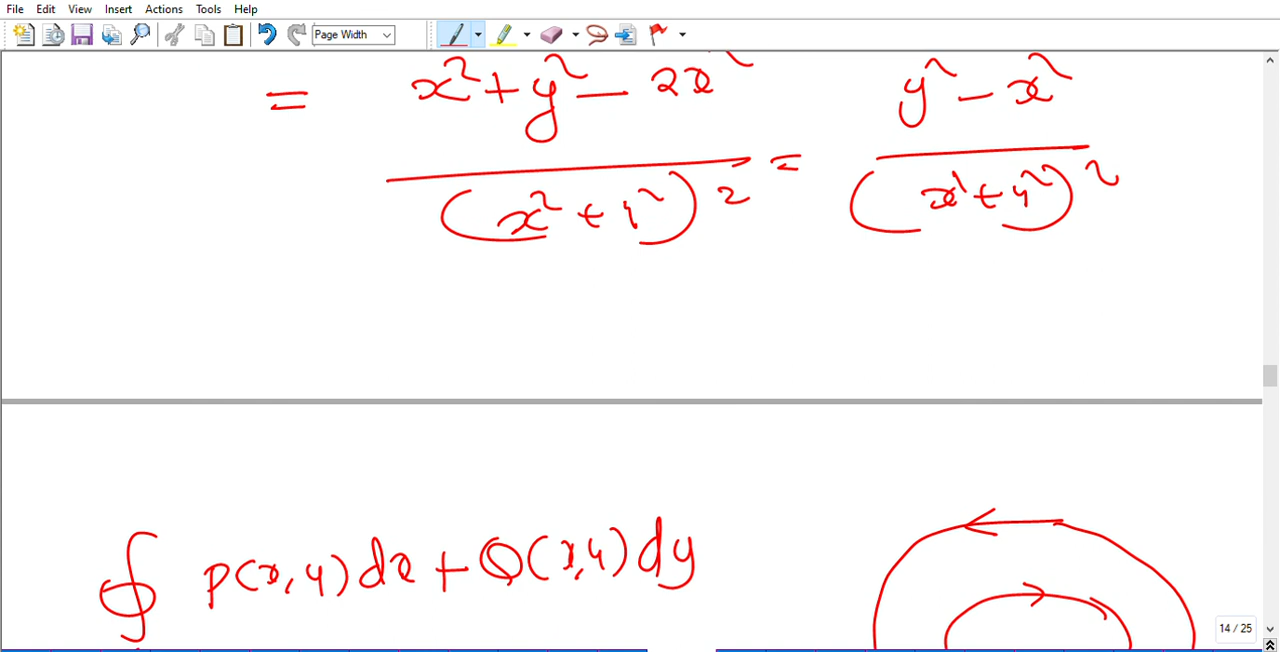 File Edit View Insert Actions Tools Help
Page Width
= x² + y² - 2x² / (x² + y²)² = y² - x² / (x² + y²)²
∮ P(x,y)dx + Q(x,y)dy
14 / 25